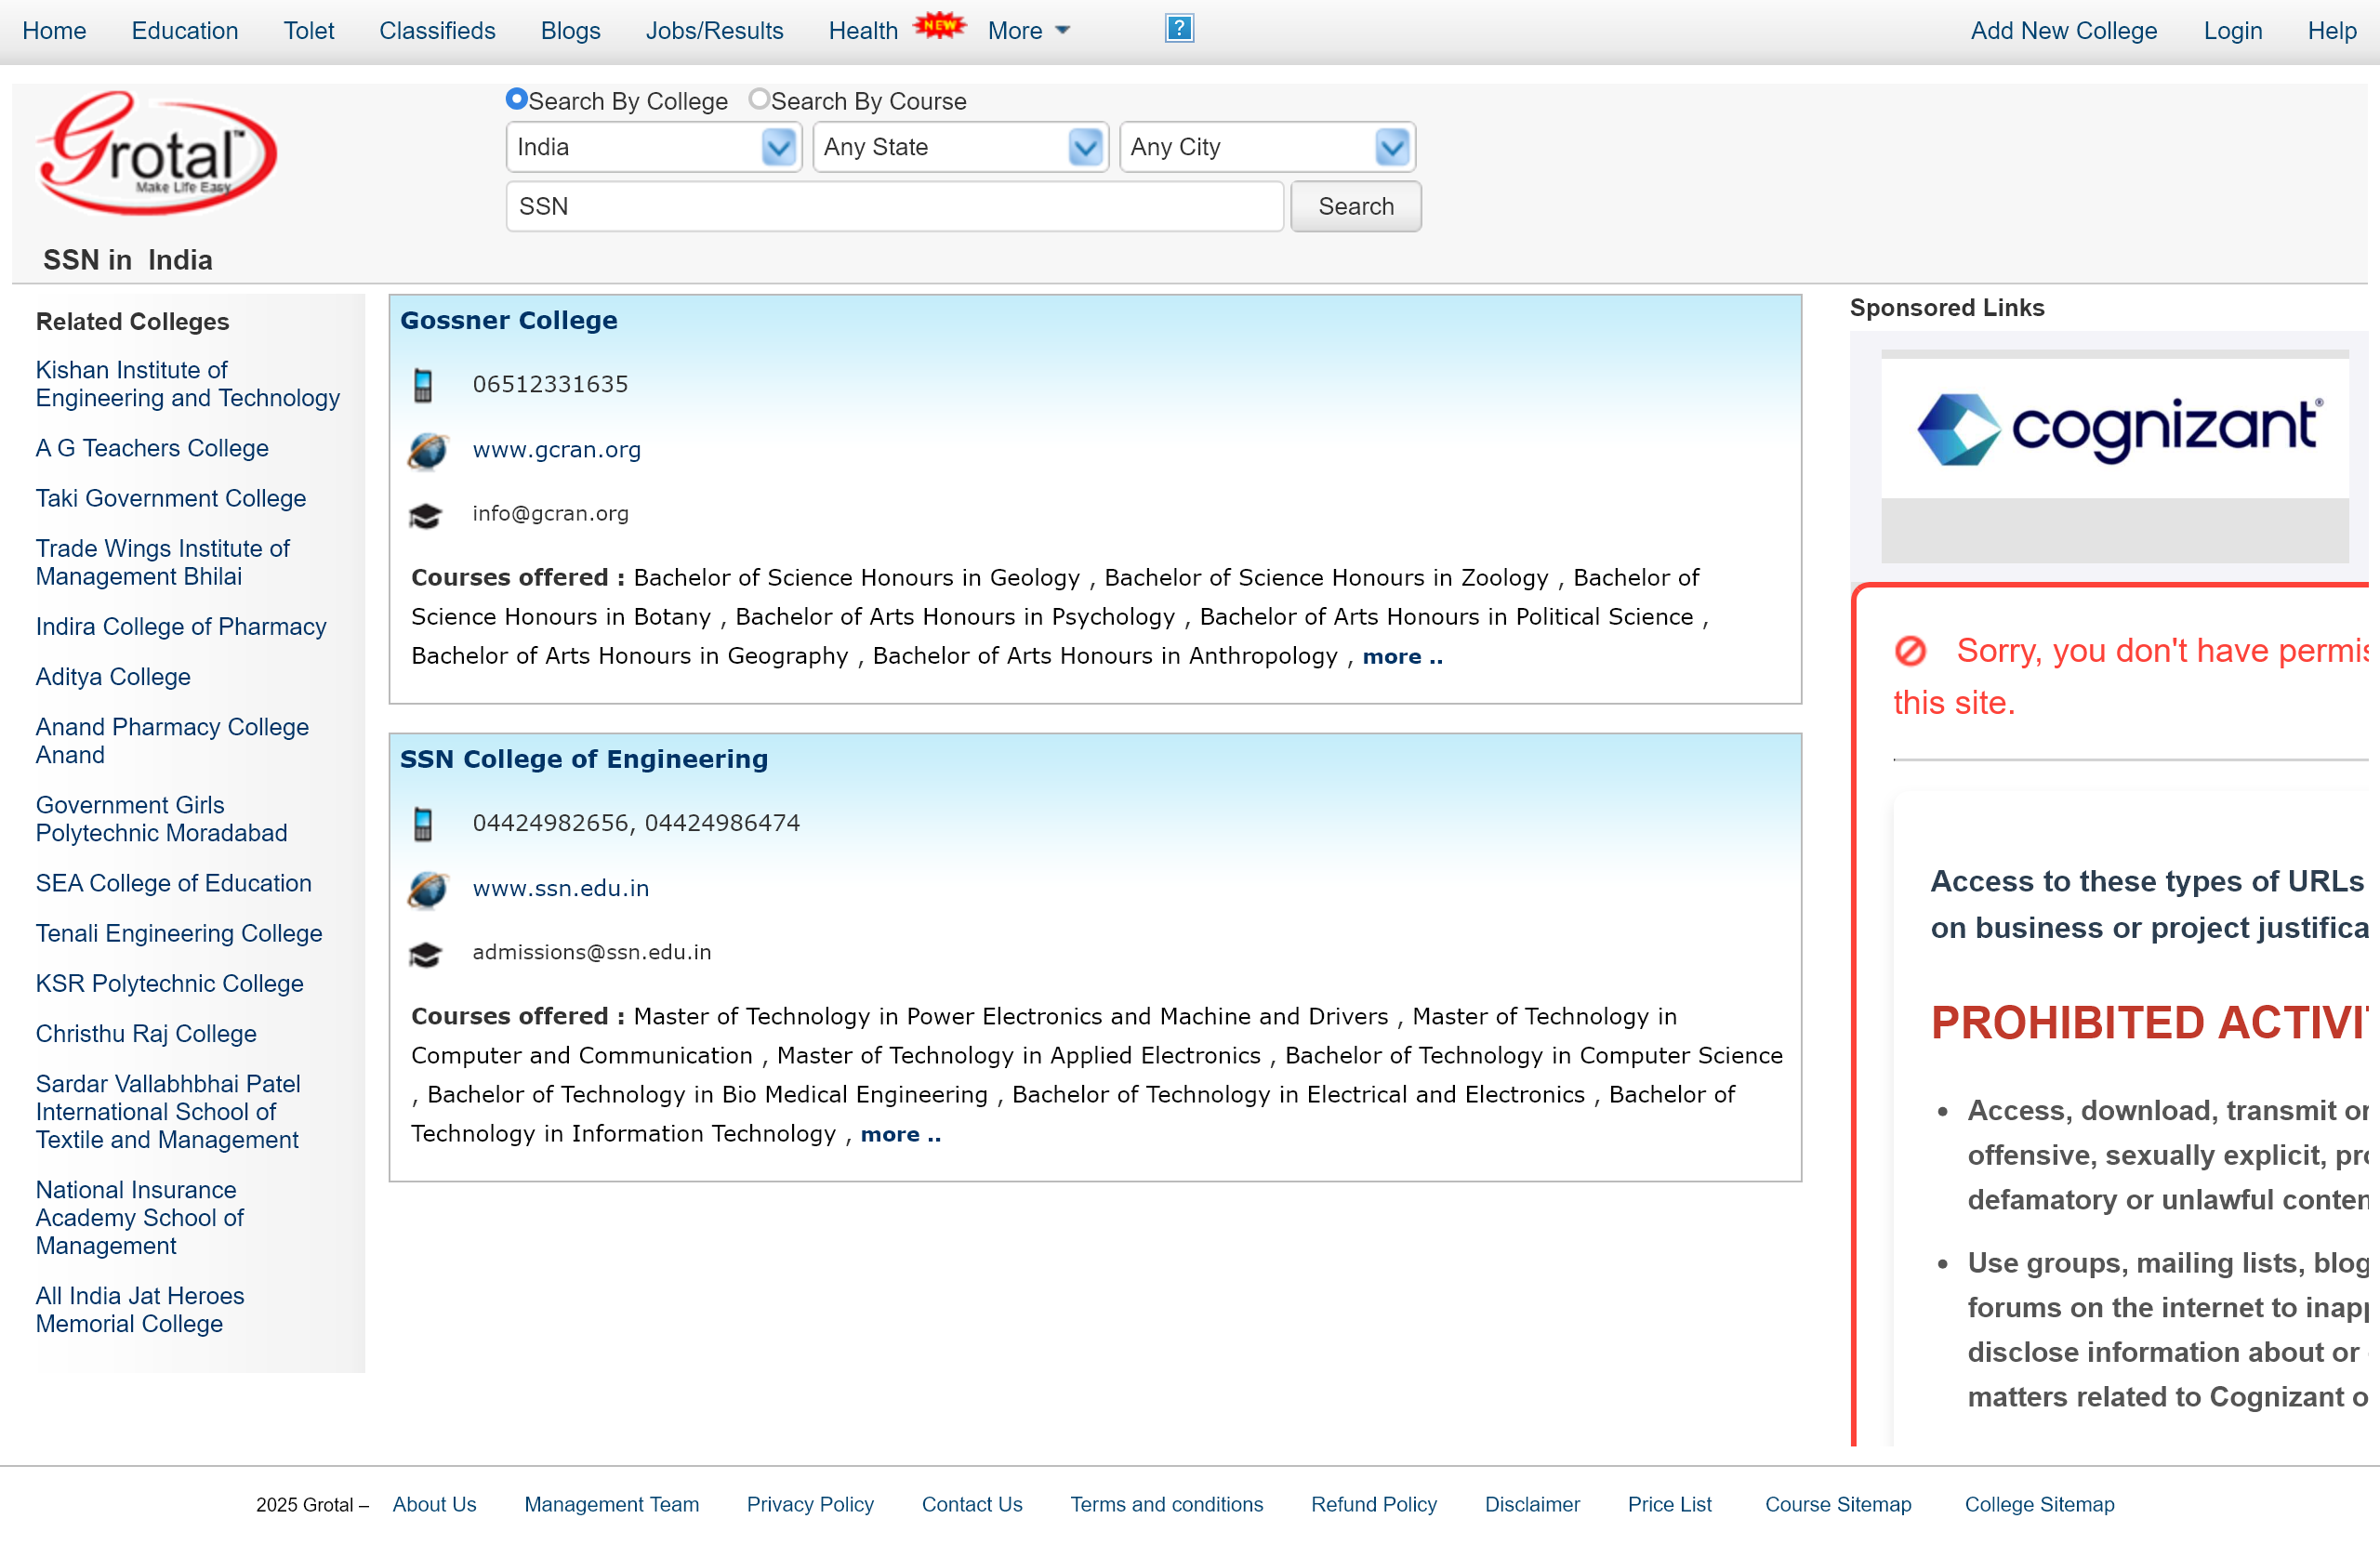 Home Education Tolet Classifieds Blogs Jobs/Results Health NEW More ? Add New College Login Help
Grotal™
Make Life Easy
Search By College Search By Course
India Any State Any City
SSN Search
SSN in India
Related Colleges
Kishan Institute of
Engineering and Technology
A G Teachers College
Taki Government College
Trade Wings Institute of
Management Bhilai
Indira College of Pharmacy
Aditya College
Anand Pharmacy College
Anand
Government Girls
Polytechnic Moradabad
SEA College of Education
Tenali Engineering College
KSR Polytechnic College
Christhu Raj College
Sardar Vallabhbhai Patel
International School of
Textile and Management
National Insurance
Academy School of
Management
All India Jat Heroes
Memorial College
Gossner College
06512331635
www.gcran.org
info@gcran.org
Courses offered : Bachelor of Science Honours in Geology , Bachelor of Science Honours in Zoology , Bachelor of
Science Honours in Botany , Bachelor of Arts Honours in Psychology , Bachelor of Arts Honours in Political Science ,
Bachelor of Arts Honours in Geography , Bachelor of Arts Honours in Anthropology , more ..
SSN College of Engineering
04424982656, 04424986474
www.ssn.edu.in
admissions@ssn.edu.in
Courses offered : Master of Technology in Power Electronics and Machine and Drivers , Master of Technology in
Computer and Communication , Master of Technology in Applied Electronics , Bachelor of Technology in Computer Science
, Bachelor of Technology in Bio Medical Engineering , Bachelor of Technology in Electrical and Electronics , Bachelor of
Technology in Information Technology , more ..
Sponsored Links
cognizant®
Sorry, you don't have permis
this site.
Access to these types of URLs
on business or project justifica
PROHIBITED ACTIVI
Access, download, transmit or
offensive, sexually explicit, pro
defamatory or unlawful conten
Use groups, mailing lists, blog
forums on the internet to inapp
disclose information about or
matters related to Cognizant o
2025 Grotal – About Us Management Team Privacy Policy Contact Us Terms and conditions Refund Policy Disclaimer Price List Course Sitemap College Sitemap